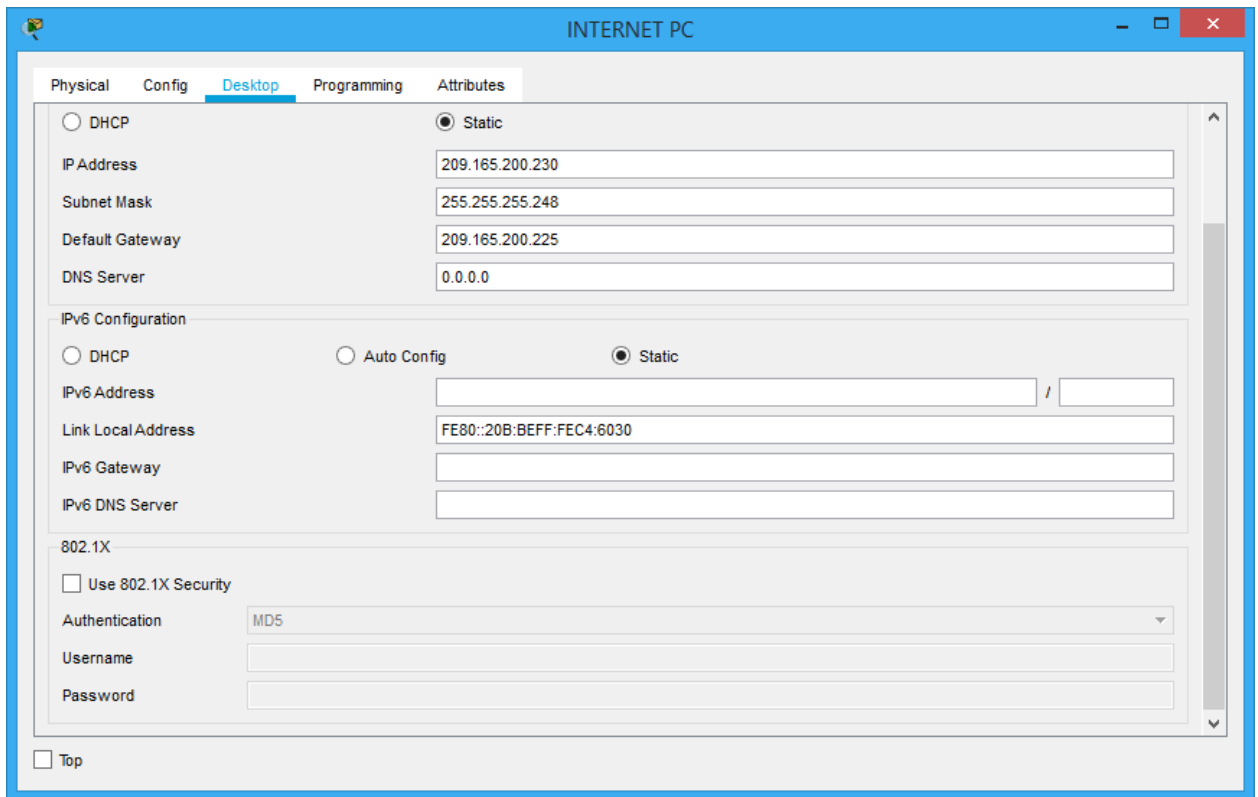 INTERNET PC
Physical Config Desktop Programming Attributes
DHCP Static
IP Address 209.165.200.230
Subnet Mask 255.255.255.248
Default Gateway 209.165.200.225
DNS Server 0.0.0.0
IPv6 Configuration
DHCP Auto Config Static
IPv6 Address /
Link Local Address FE80::20B:BEFF:FEC4:6030
IPv6 Gateway
IPv6 DNS Server
802.1X
Use 802.1X Security
Authentication MD5
Username
Password
Top